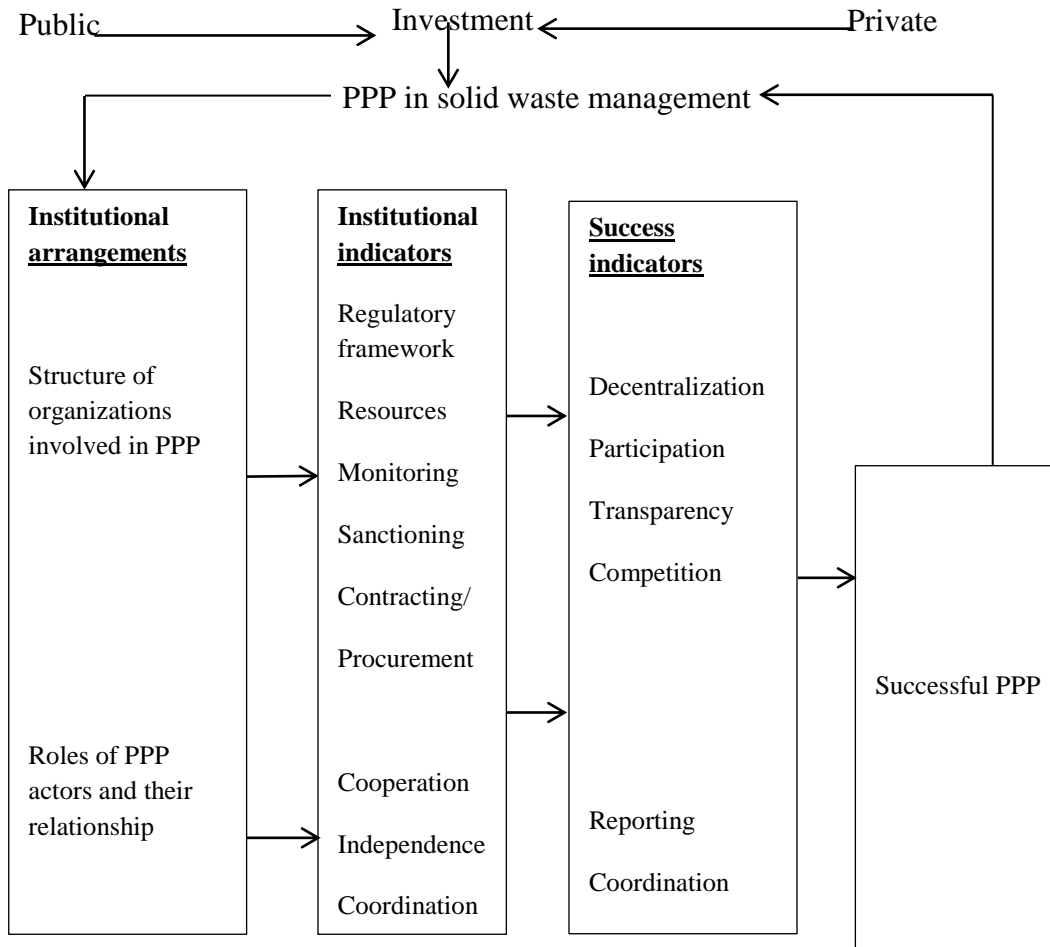 Public
Investment
Private
PPP in solid waste management
Institutional
arrangements
Structure of
organizations
involved in PPP
Roles of PPP
actors and their
relationship
Institutional
indicators
Regulatory
framework
Resources
Monitoring
Sanctioning
Contracting/
Procurement
Cooperation
Independence
Coordination
Success
indicators
Decentralization
Participation
Transparency
Competition
Reporting
Coordination
Successful PPP